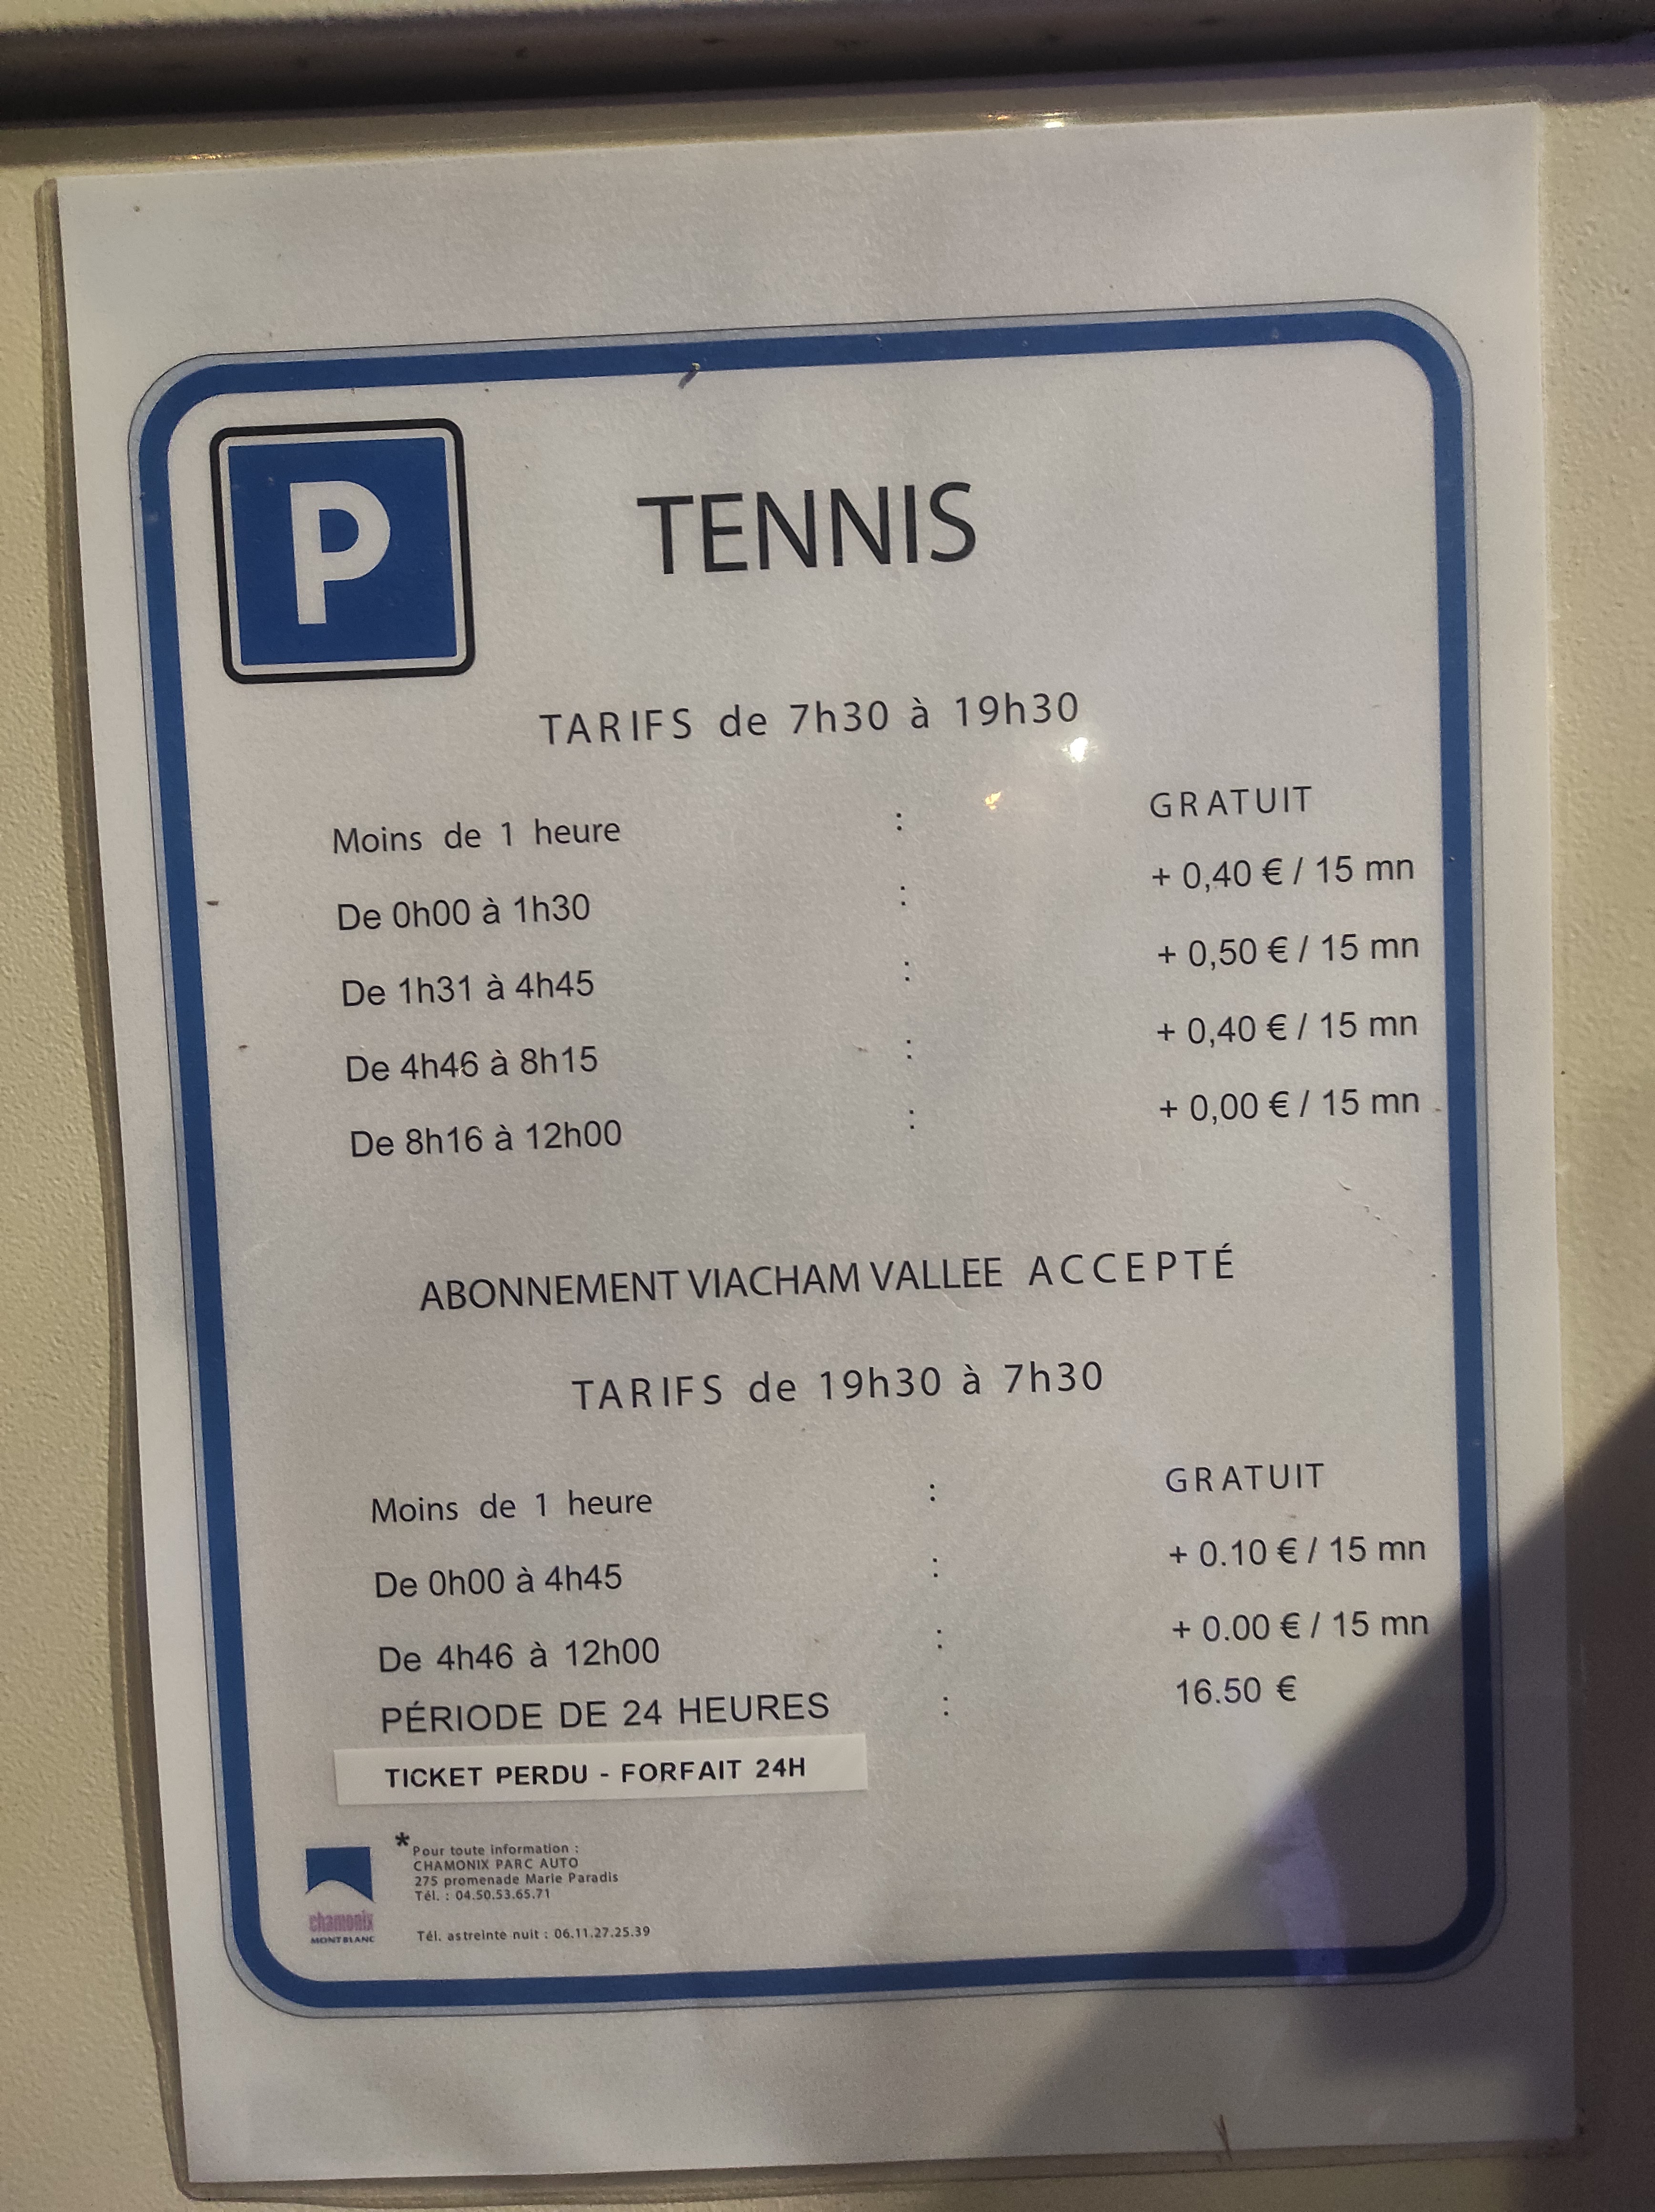 P
TENNIS
TARIFS de 7h30 à 19h30
Moins de 1 heure : GRATUIT
De 0h00 à 1h30 : + 0,40 € / 15 mn
De 1h31 à 4h45 : + 0,50 € / 15 mn
De 4h46 à 8h15 : + 0,40 € / 15 mn
De 8h16 à 12h00 : + 0,00 € / 15 mn
ABONNEMENT VIACHAM VALLEE ACCEPTÉ
TARIFS de 19h30 à 7h30
Moins de 1 heure : GRATUIT
De 0h00 à 4h45 : + 0.10 € / 15 mn
De 4h46 à 12h00 : + 0.00 € / 15 mn
PÉRIODE DE 24 HEURES : 16.50 €
TICKET PERDU - FORFAIT 24H
* Pour toute information :
CHAMONIX PARC AUTO
275 promenade Marie Paradis
Tél. : 04.50.53.65.71
Tél. astreinte nuit : 06.11.27.25.39
chamonix
MONT BLANC